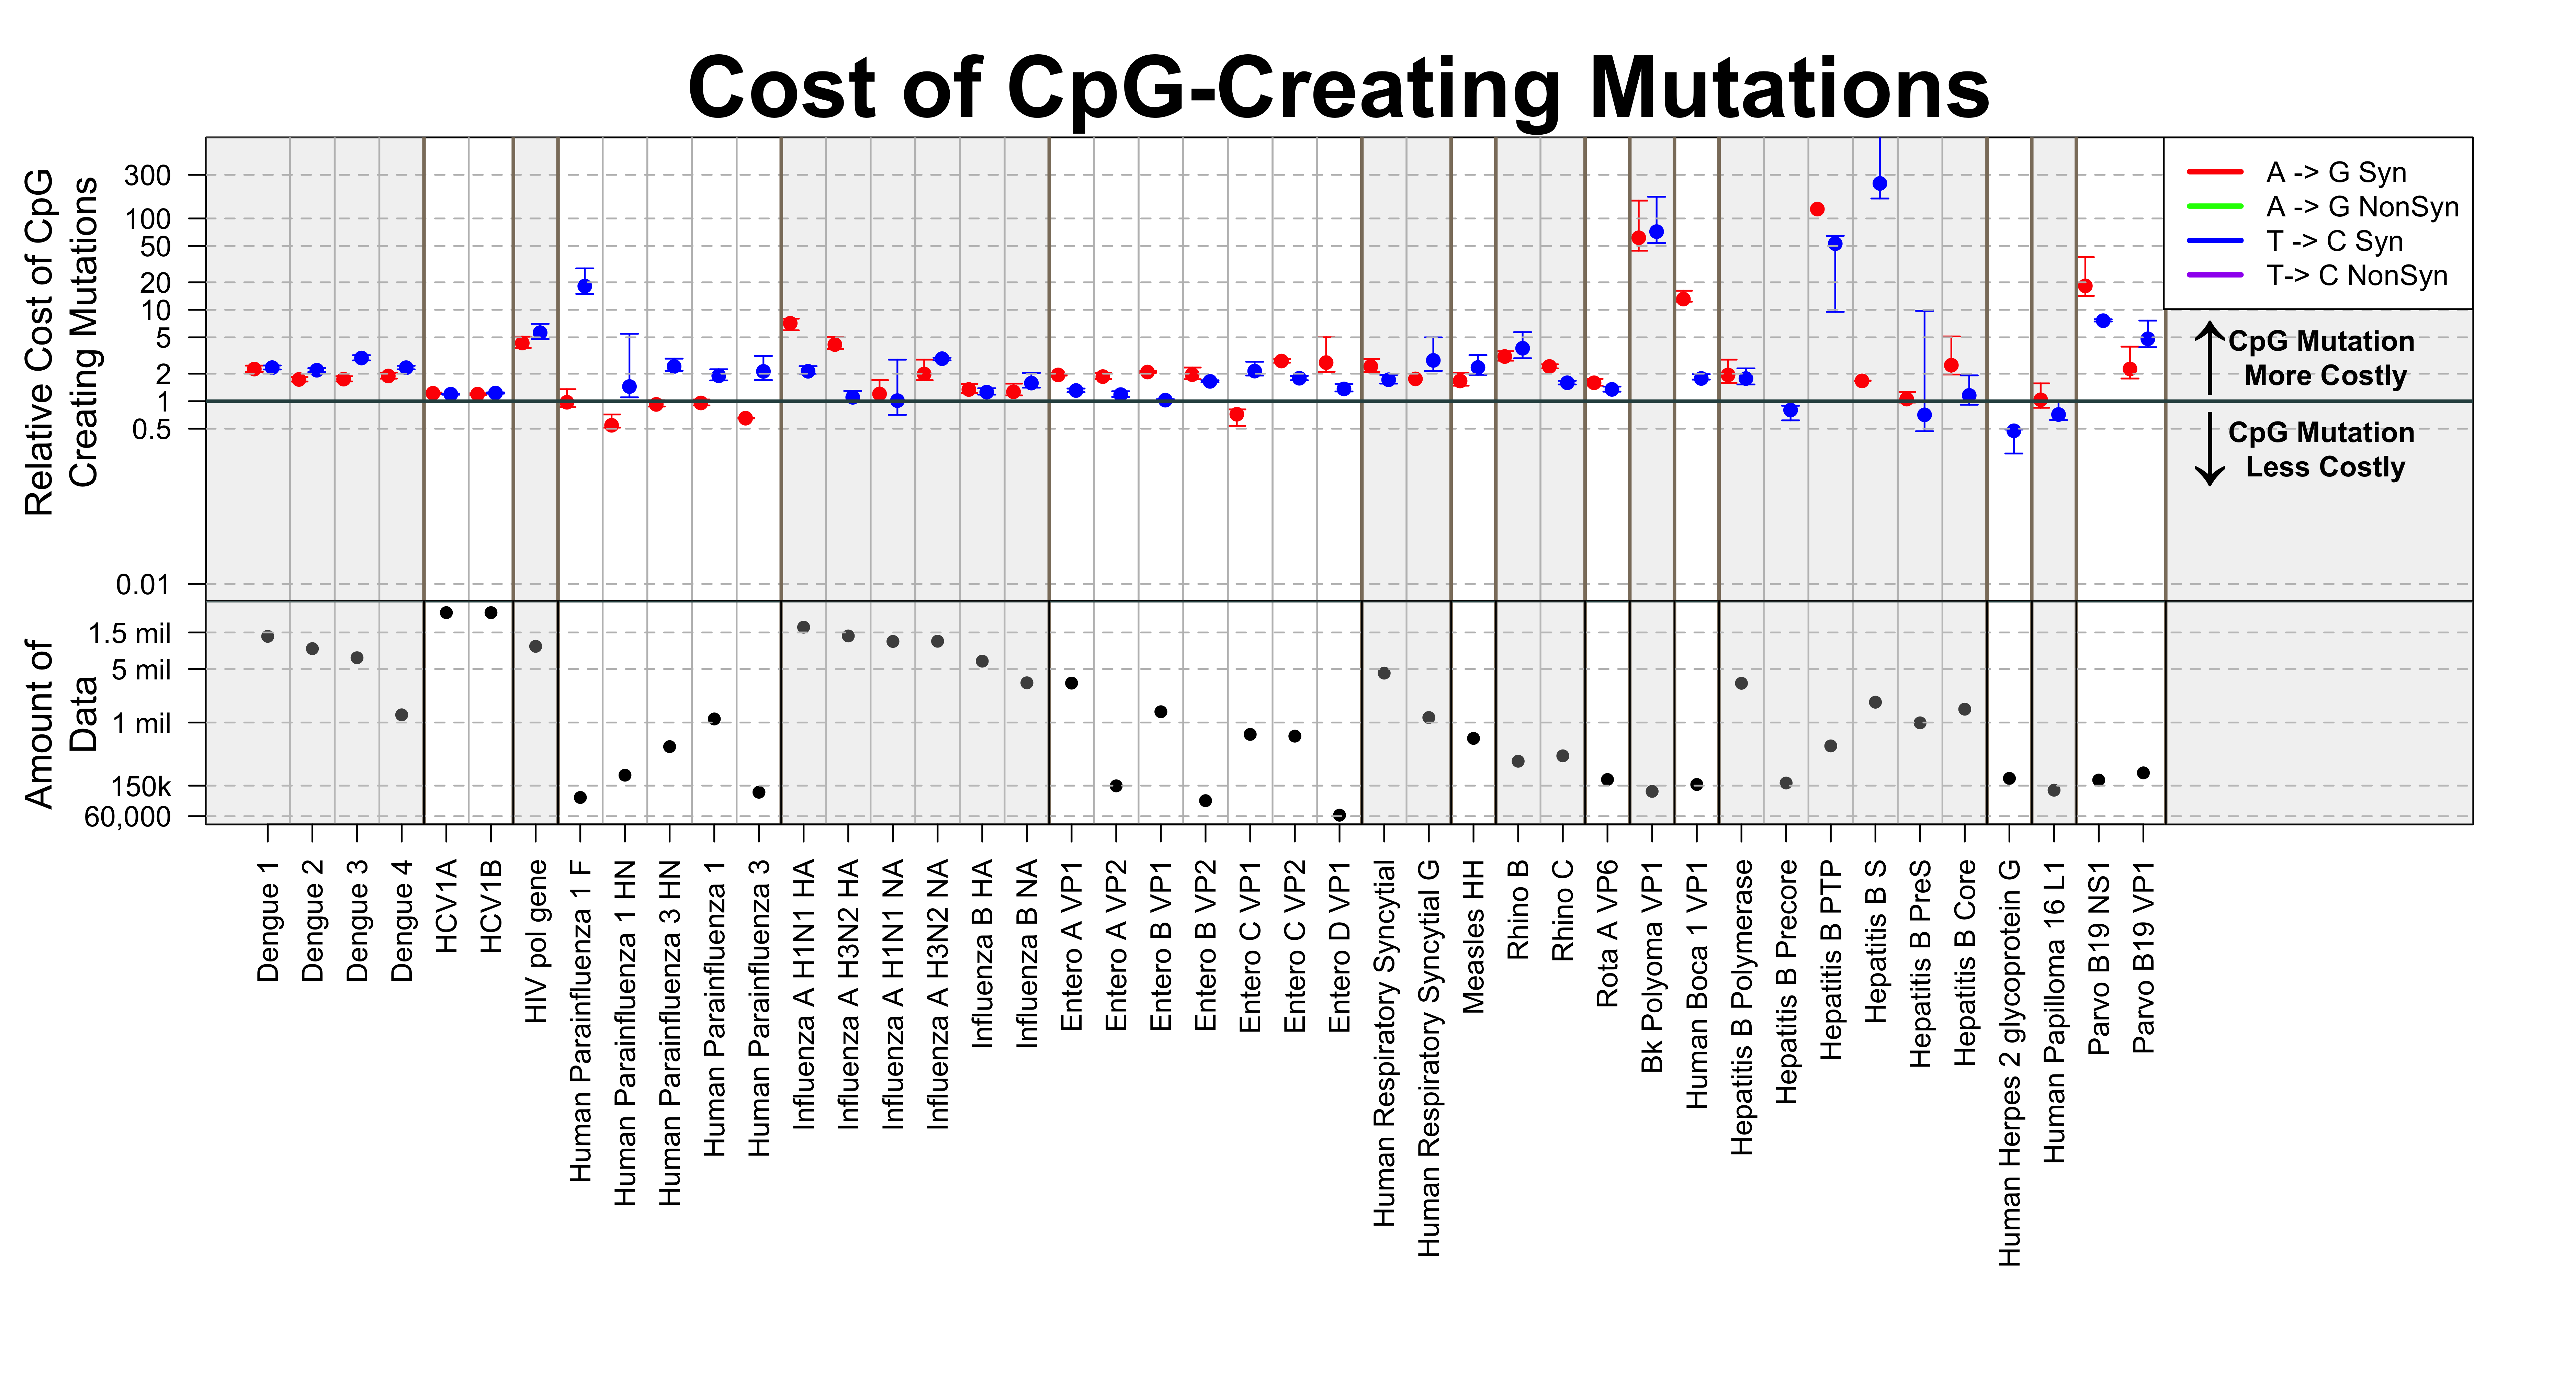 Cost of CpG-Creating Mutations
Relative Cost of CpG
Creating Mutations
300
100
50
20
10
5
2
1
0.5
0.01
A -> G Syn
A -> G NonSyn
T -> C Syn
T-> C NonSyn
CpG Mutation
More Costly
CpG Mutation
Less Costly
Amount of
Data
1.5 mil
5 mil
1 mil
150k
60,000
Dengue 1
Dengue 2
Dengue 3
Dengue 4
HCV1A
HCV1B
HIV pol gene
Human Parainfluenza 1 F
Human Parainfluenza 1 HN
Human Parainfluenza 3 HN
Human Parainfluenza 1
Human Parainfluenza 3
Influenza A H1N1 HA
Influenza A H3N2 HA
Influenza A H1N1 NA
Influenza A H3N2 NA
Influenza B HA
Influenza B NA
Entero A VP1
Entero A VP2
Entero B VP1
Entero B VP2
Entero C VP1
Entero C VP2
Entero D VP1
Human Respiratory Syncytial
Human Respiratory Syncytial G
Measles HH
Rhino B
Rhino C
Rota A VP6
Bk Polyoma VP1
Human Boca 1 VP1
Hepatitis B Polymerase
Hepatitis B Precore
Hepatitis B PTP
Hepatitis B S
Hepatitis B PreS
Hepatitis B Core
Human Herpes 2 glycoprotein G
Human Papilloma 16 L1
Parvo B19 NS1
Parvo B19 VP1